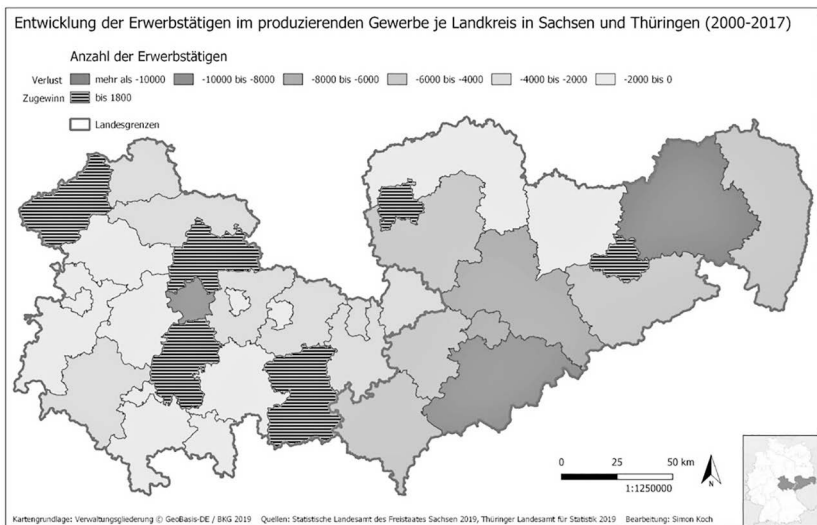 Entwicklung der Erwerbstätigen im produzierenden Gewerbe je Landkreis in Sachsen und Thüringen (2000-2017)
Anzahl der Erwerbstätigen
Verlust mehr als -10000 -10000 bis -8000 -8000 bis -6000 -6000 bis -4000 -4000 bis -2000 -2000 bis 0
Zugewinn bis 1800
Landesgrenzen
0 25 50 km
1:1250000
N
Kartengrundlage: Verwaltungsgliederung © GeoBasis-DE / BKG 2019 Quellen: Statistische Landesamt des Freistaates Sachsen 2019, Thüringer Landesamt für Statistik 2019 Bearbeitung: Simon Koch